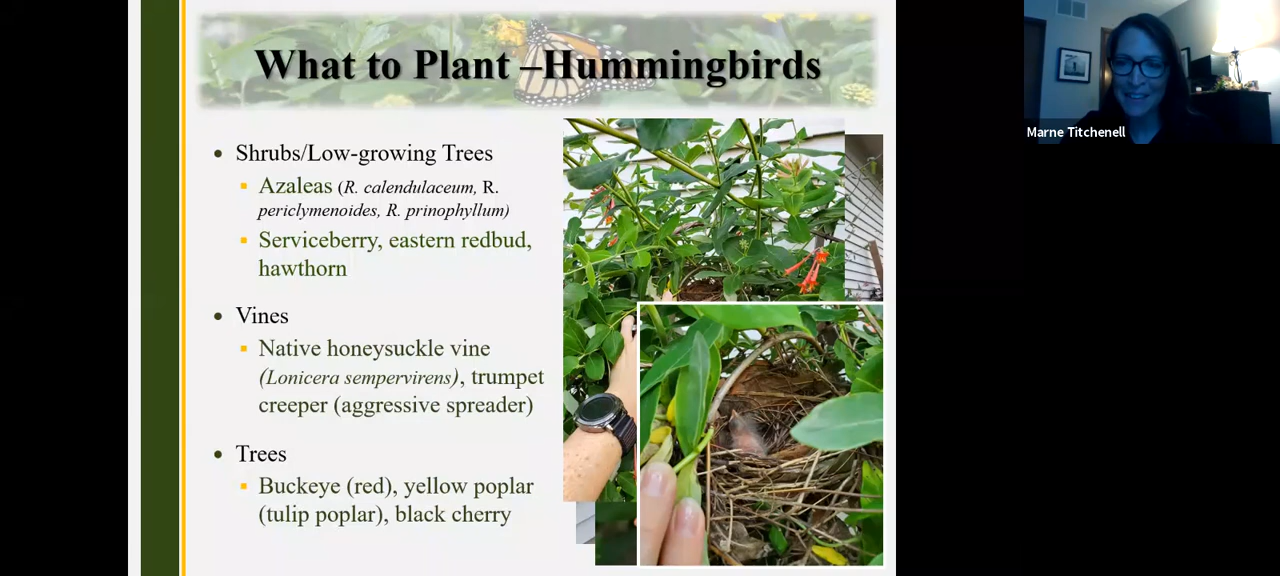 What to Plant –Hummingbirds
Shrubs/Low-growing Trees
Azaleas (R. calendulaceum, R.
periclymenoides, R. prinophyllum)
Serviceberry, eastern redbud,
hawthorn
Vines
Native honeysuckle vine
(Lonicera sempervirens), trumpet
creeper (aggressive spreader)
Trees
Buckeye (red), yellow poplar
(tulip poplar), black cherry
Marne Titchenell